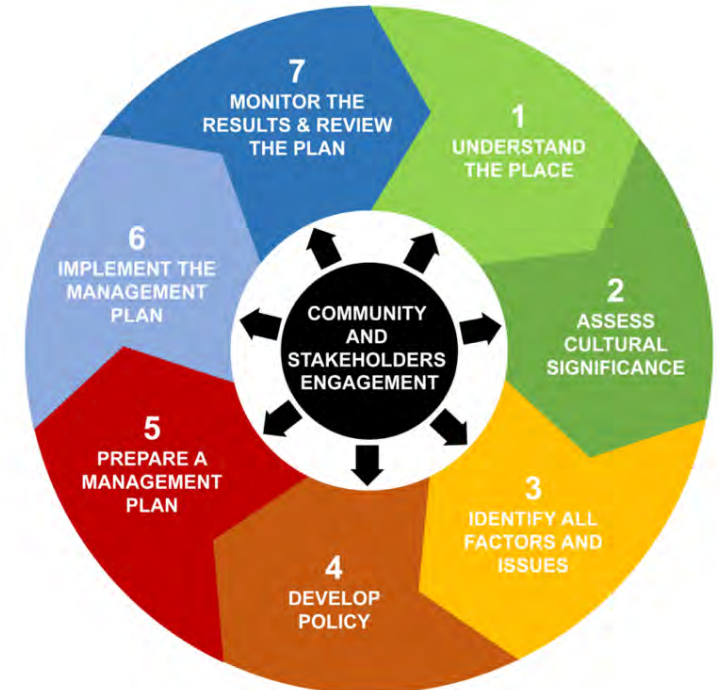 1
UNDERSTAND
THE PLACE
2
ASSESS
CULTURAL
SIGNIFICANCE
3
IDENTIFY ALL
FACTORS AND
ISSUES
4
DEVELOP
POLICY
5
PREPARE A
MANAGEMENT
PLAN
6
IMPLEMENT THE
MANAGEMENT
PLAN
7
MONITOR THE
RESULTS & REVIEW
THE PLAN
COMMUNITY
AND
STAKEHOLDERS
ENGAGEMENT